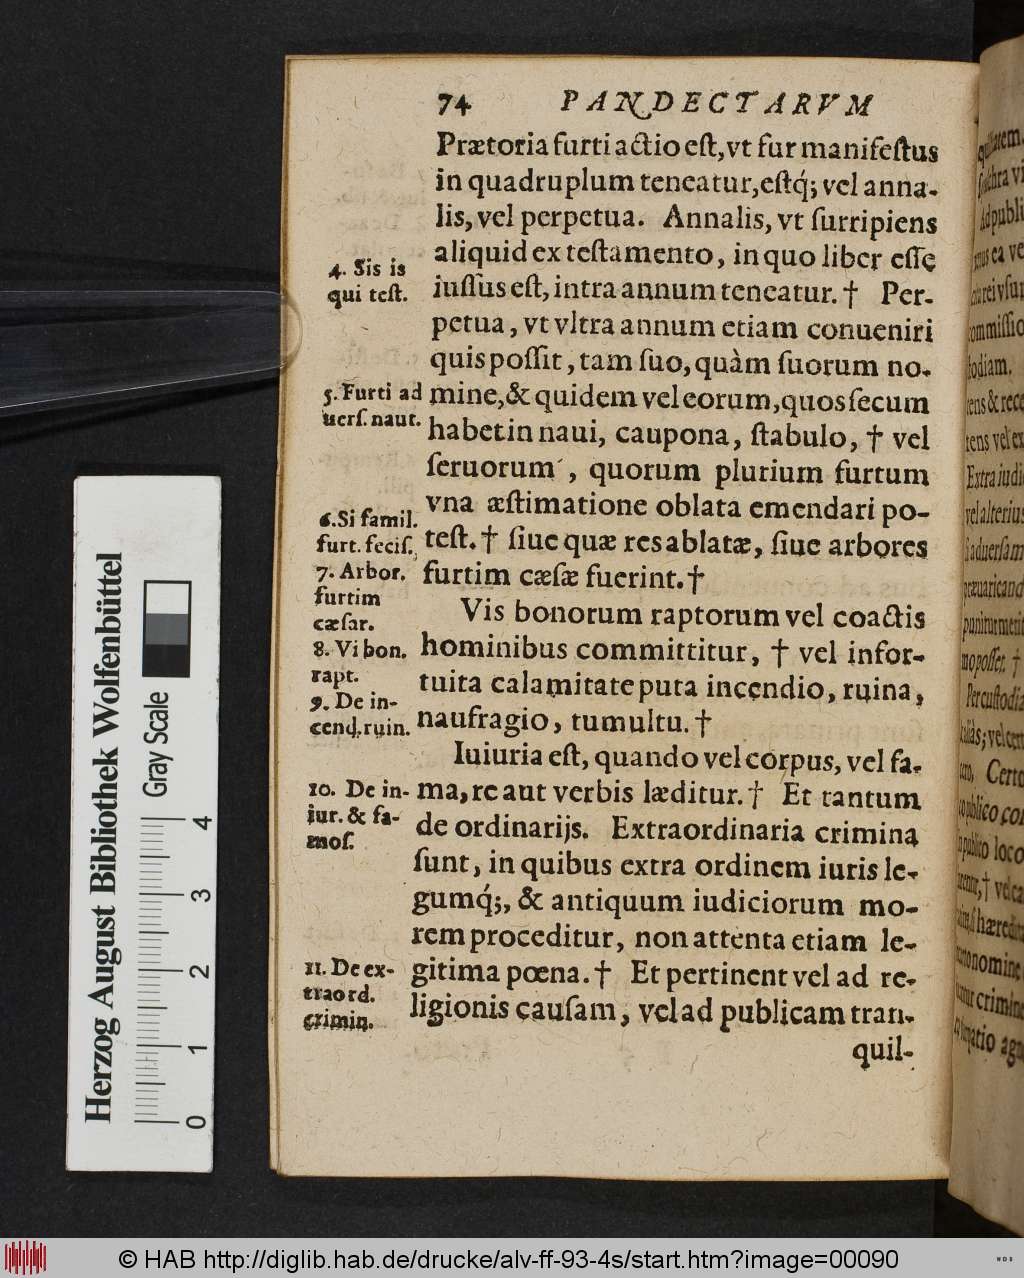 74 PANDECTARVM
Prætoria furti actio eſt,vt fur manifeſtus
in quadruplum teneatur,eſtq́; vel anna-
lis, vel perpetua. Annalis, vt ſurripiens
aliquid ex teſtamento, in quo liber eſſe
4. Sis is
qui teſt.
iuſſus eſt, intra annum teneatur.† Per-
petua, vt vltra annum etiam conueniri
quis poſſit, tam ſuo, quàm ſuorum no-
5. Furti ad
uerſ. naut.
mine,& quidem vel eorum,quos ſecum
habet in naui, caupona, ſtabulo, † vel
ſeruorum, quorum plurium furtum
vna æſtimatione oblata emendari po-
6. Si famil.
furt. feciſ.
teſt.† ſiue quæ res ablatæ, ſiue arbores
7. Arbor.
furtim
cæſar.
furtim cæſæ fuerint.†
Vis bonorum raptorum vel coactis
8. Vi bon.
rapt.
hominibus committitur, † vel infor-
tuita calamitate puta incendio, ruina,
9. De in-
cend.ruin.
naufragio, tumultu.†
Iuiuria eſt, quando vel corpus, vel fa-
10. De in-
iur. & fa-
moſ.
ma, re aut verbis læditur.† Et tantum
de ordinarijs. Extraordinaria crimina
ſunt, in quibus extra ordinem iuris le-
gumq́;, & antiquum iudiciorum mo-
rem proceditur, non attenta etiam le-
11. De ex-
traord.
crimin.
gitima pœna.† Et pertinent vel ad re-
ligionis cauſam, vel ad publicam tran-
quil-
Herzog August Bibliothek Wolfenbüttel
Gray Scale
0 1 2 3 4
© HAB http://diglib.hab.de/drucke/alv-ff-93-4s/start.htm?image=00090